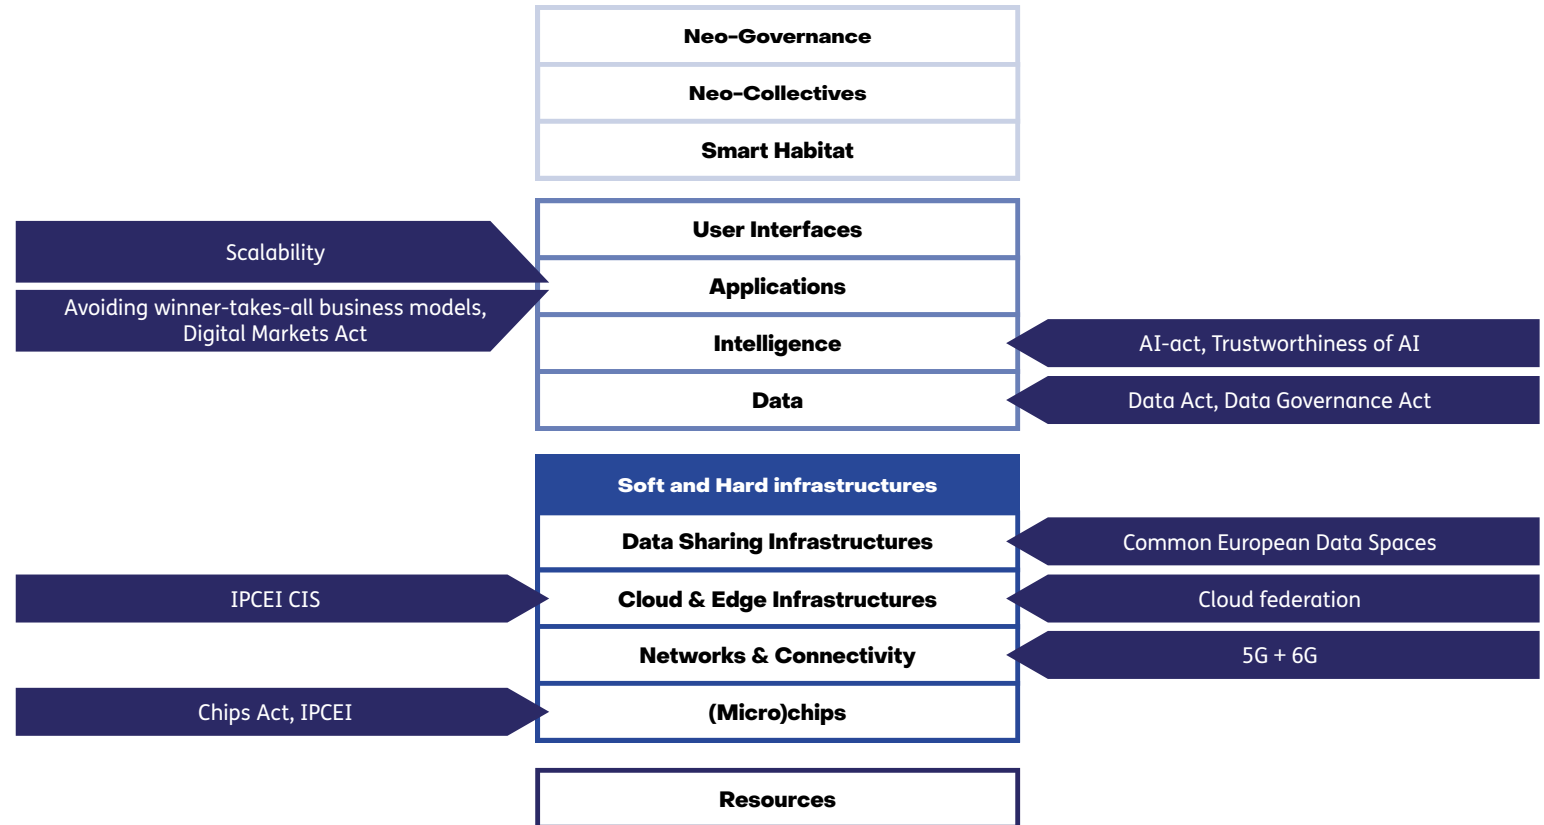 Neo-Governance
Neo-Collectives
Smart Habitat
User Interfaces
Scalability
Applications
Avoiding winner-takes-all business models,
Digital Markets Act
Intelligence
AI-act, Trustworthiness of AI
Data
Data Act, Data Governance Act
Soft and Hard infrastructures
Data Sharing Infrastructures
Common European Data Spaces
IPCEI CIS
Cloud & Edge Infrastructures
Cloud federation
Networks & Connectivity
5G + 6G
Chips Act, IPCEI
(Micro)chips
Resources